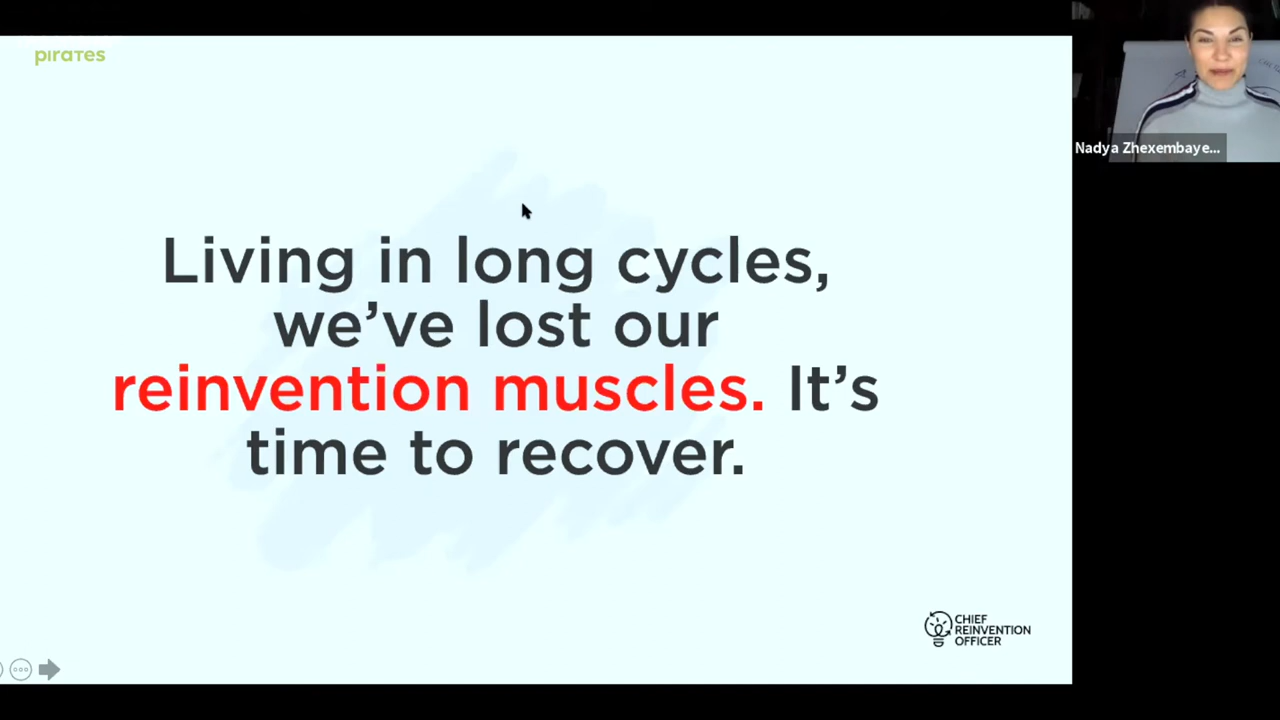 pirates
Living in long cycles,
we’ve lost our
reinvention muscles. It’s
time to recover.
CHIEF
REINVENTION
OFFICER
Nadya Zhexembaye...